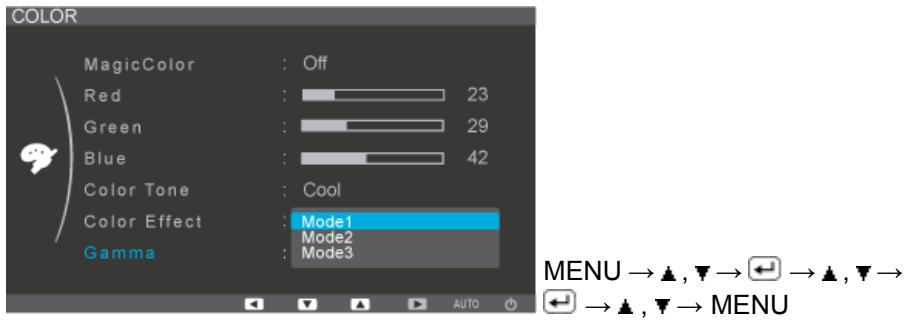 COLOR
MagicColor : Off
Red : 23
Green : 29
Blue : 42
Color Tone : Cool
Color Effect : Mode1
Mode2
Gamma : Mode3
AUTO
MENU → ▲ , ▼ → ↵ → ▲ , ▼ →
↵ → ▲ , ▼ → MENU